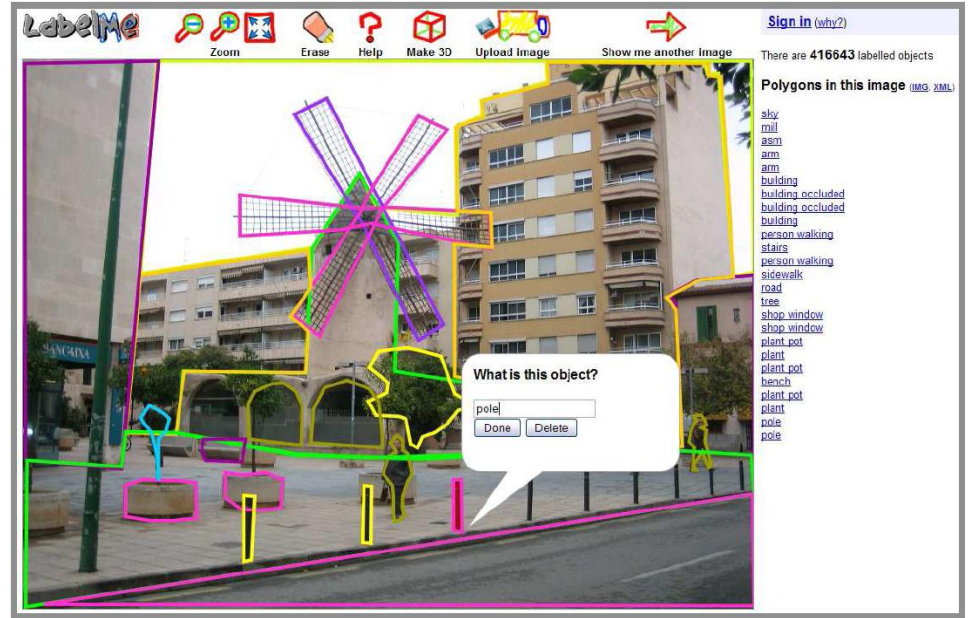 LabelMe
Zoom
Erase
Help
Make 3D
Upload Image
Show me another image
Sign in (why?)
There are 416643 labelled objects
Polygons in this image (IMG, XML)
sky
mill
asm
arm
arm
building
building occluded
building occluded
building
person walking
stairs
person walking
sidewalk
road
tree
shop window
shop window
plant pot
plant
plant pot
bench
plant pot
plant
pole
pole
What is this object?
pole
Done Delete
SANCAIXA